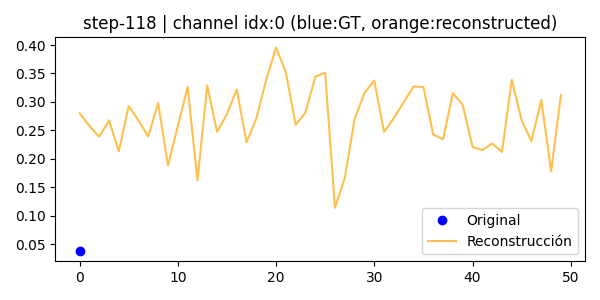 step-118 | channel idx:0 (blue:GT, orange:reconstructed)
0.40
0.35
0.30
0.25
0.20
0.15
0.10
0.05
Original
Reconstrucción
0 10 20 30 40 50